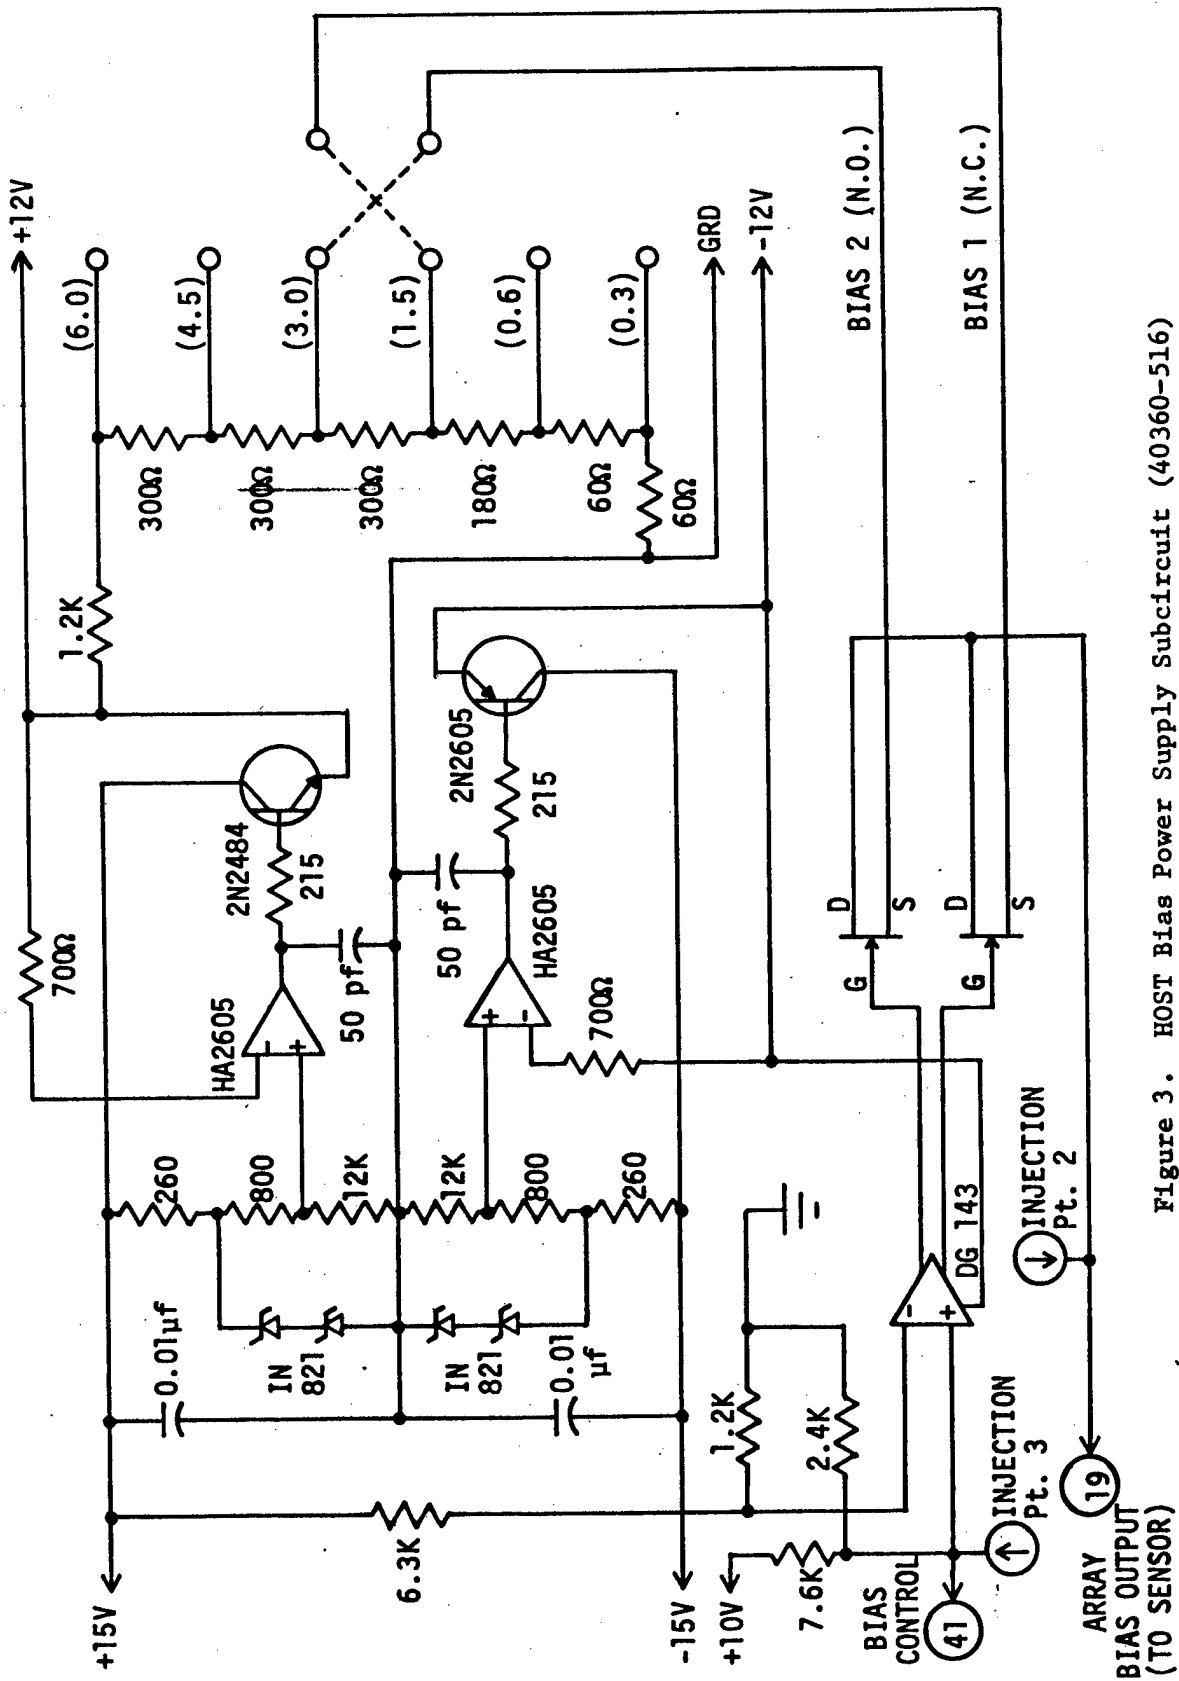 +15V
0.01μf
IN
821
260
800
12K
HA2605
700Ω
50 pf
215
2N2484
1.2K
+12V
(6.0)
(4.5)
(3.0)
(1.5)
(0.6)
(0.3)
300Ω
300Ω
300Ω
180Ω
60Ω
60Ω
GRD
-12V
IN
821
0.01
μf
12K
800
260
HA2605
50 pf
700Ω
215
2N2605
6.3K
-15V
+10V
7.6K
1.2K
2.4K
BIAS
CONTROL
41
INJECTION
Pt. 3
DG 143
- +
- +
+ -
G
D
S
G
D
S
BIAS 2 (N.O.)
BIAS 1 (N.C.)
INJECTION
Pt. 2
19
ARRAY
BIAS OUTPUT
(TO SENSOR)
Figure 3. HOST Bias Power Supply Subcircuit (40360-516)